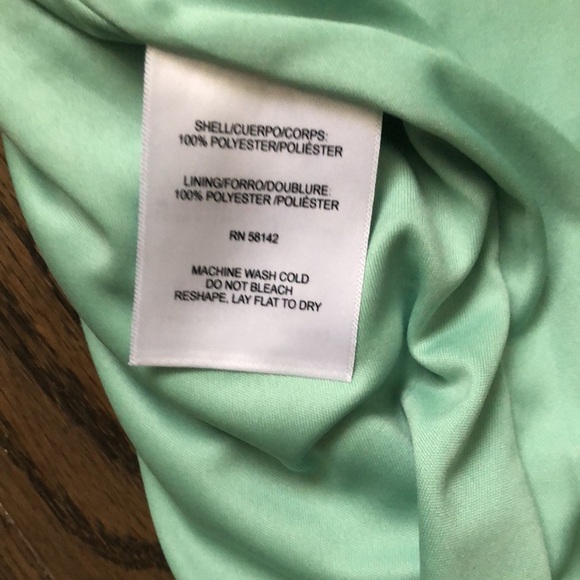 SHELL/CUERPO/CORPS:
100% POLYESTER/POLIÉSTER
LINING/FORRO/DOUBLURE:
100% POLYESTER /POLIÉSTER
RN 58142
MACHINE WASH COLD
DO NOT BLEACH
RESHAPE, LAY FLAT TO DRY